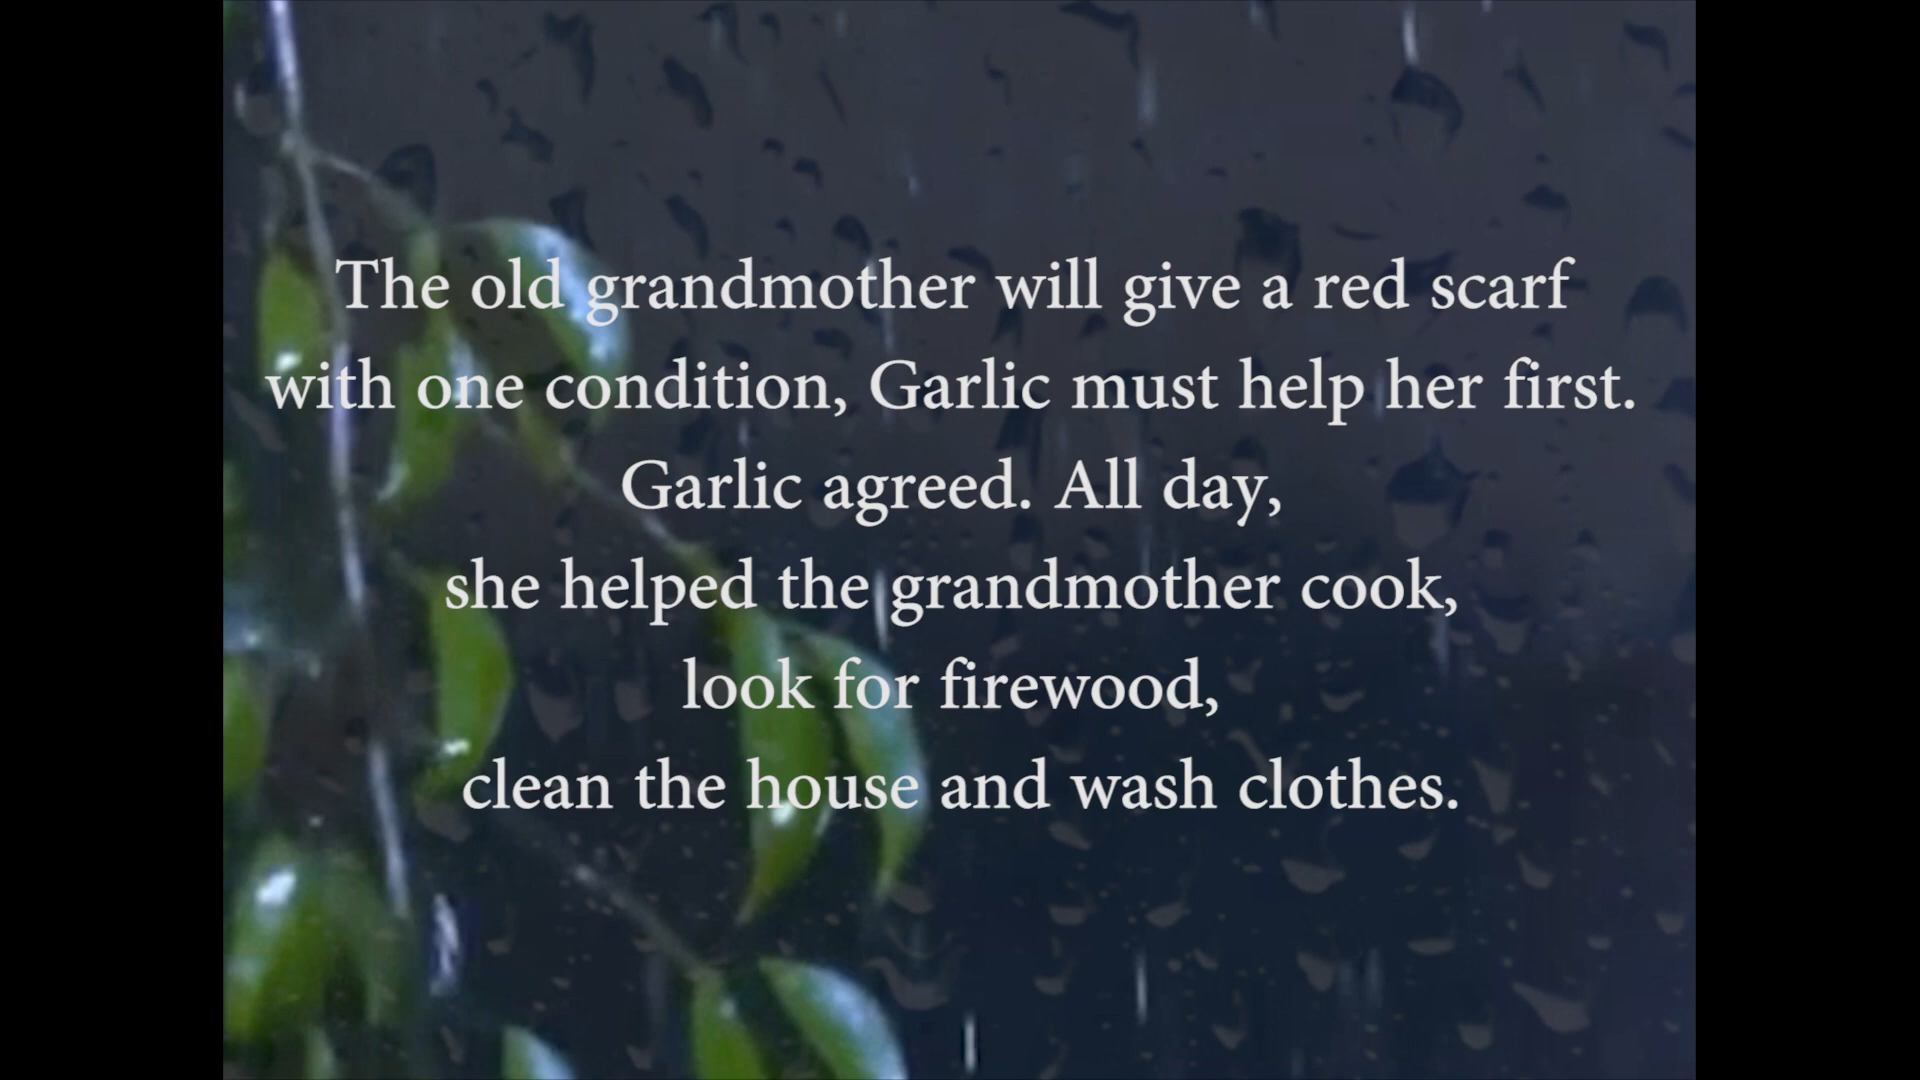 The old grandmother will give a red scarf
with one condition, Garlic must help her first.
Garlic agreed. All day,
she helped the grandmother cook,
look for firewood,
clean the house and wash clothes.